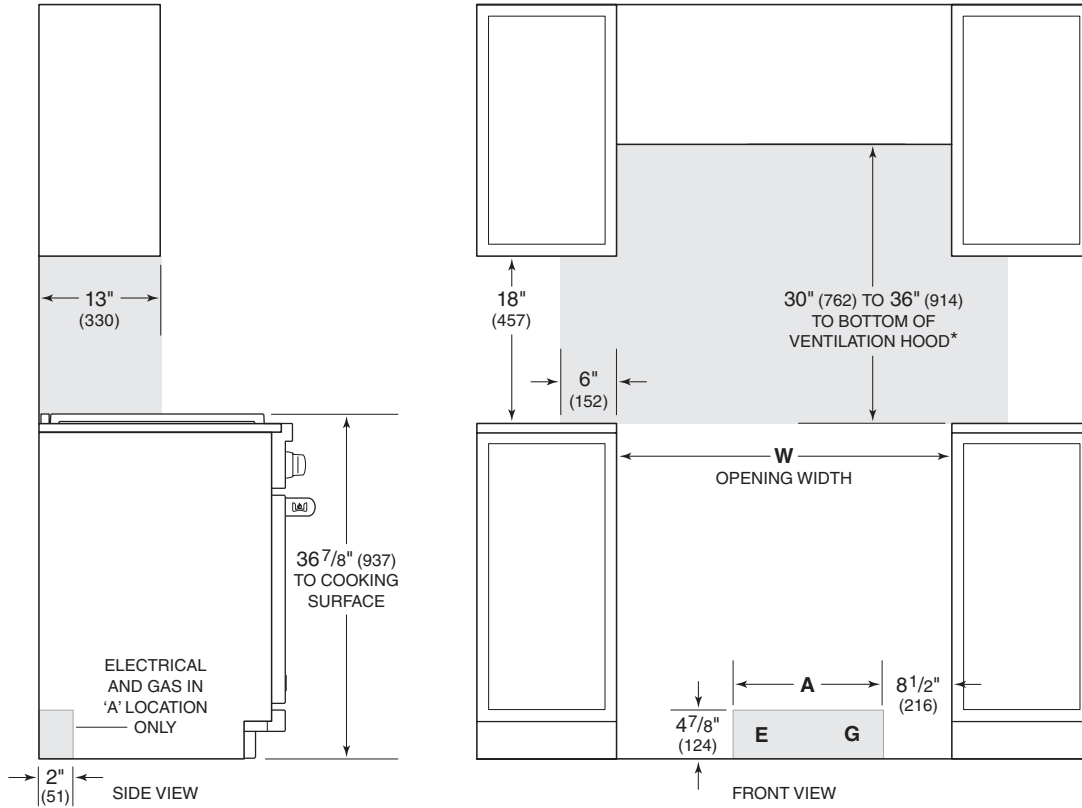 13"
(330)
18"
(457)
30" (762) TO 36" (914)
TO BOTTOM OF
VENTILATION HOOD*
6"
(152)
W
OPENING WIDTH
36 7/8" (937)
TO COOKING
SURFACE
ELECTRICAL
AND GAS IN
'A' LOCATION
ONLY
A
8 1/2"
(216)
4 7/8"
(124)
E G
2"
(51)
SIDE VIEW
FRONT VIEW